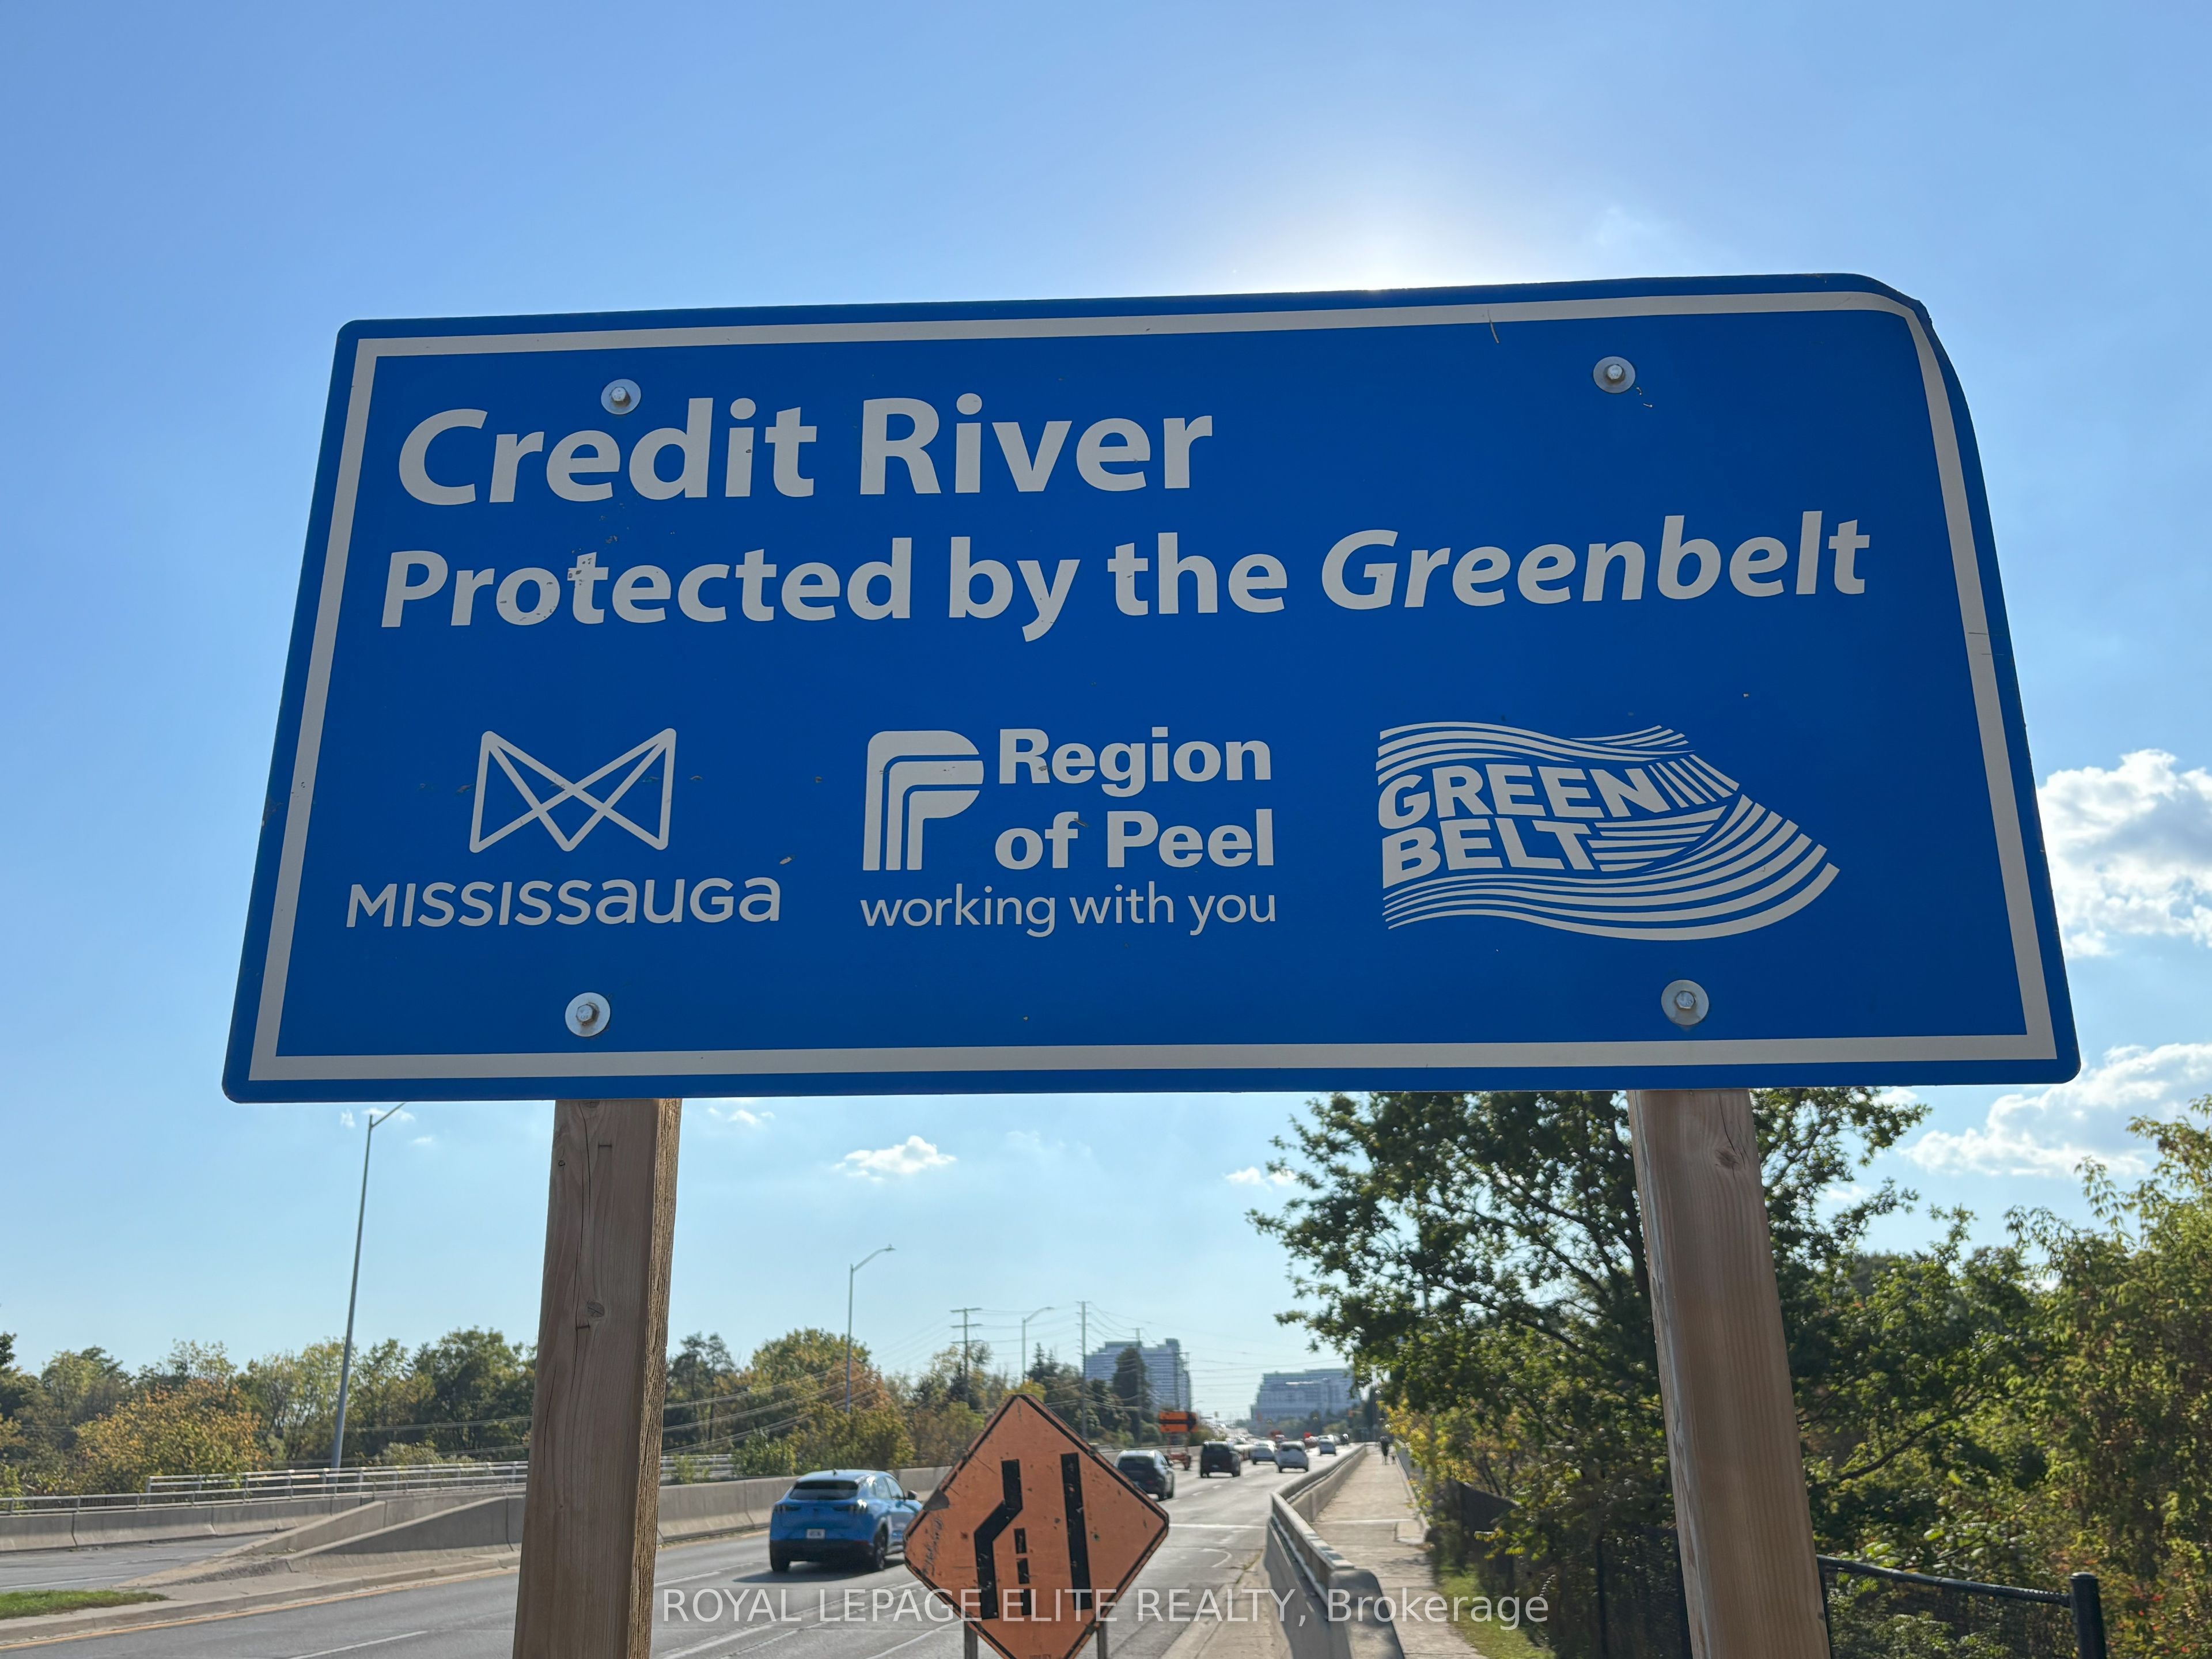 Credit River
Protected by the Greenbelt
MISSISSauGa
Region
of Peel
working with you
GREEN
BELT
ROYAL LEPAGE ELITE REALTY, Brokerage